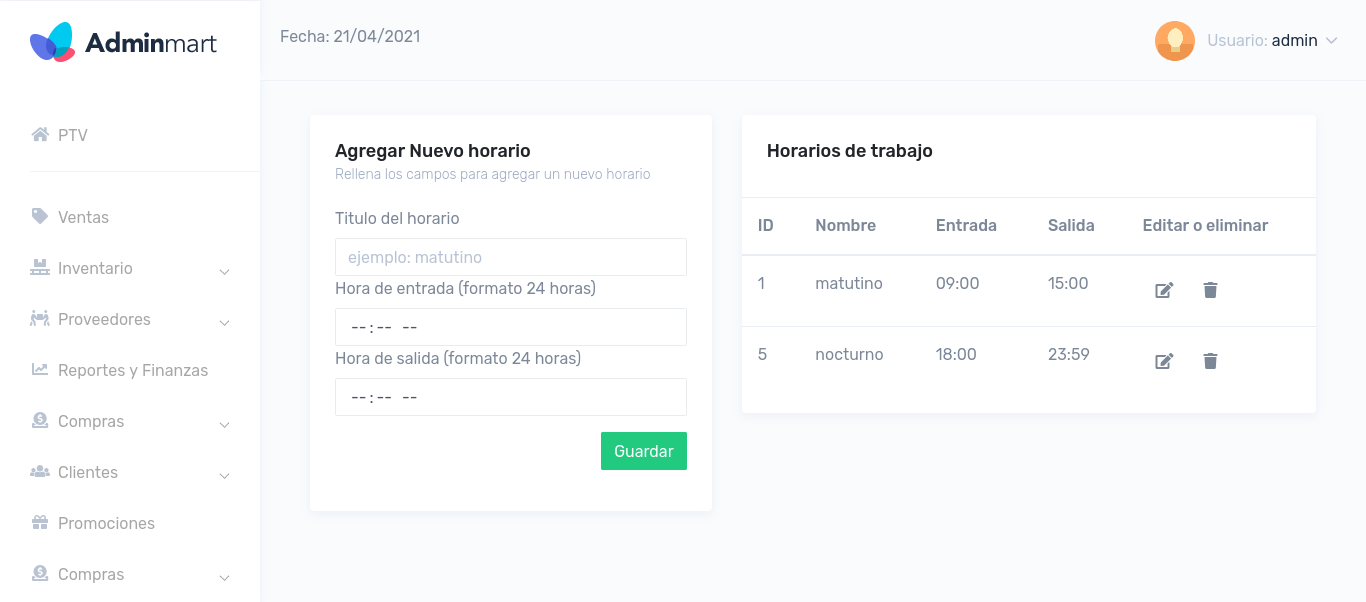 Adminmart
Fecha: 21/04/2021
Usuario: admin
PTV
Ventas
Inventario
Proveedores
Reportes y Finanzas
Compras
Clientes
Promociones
Compras
Agregar Nuevo horario
Rellena los campos para agregar un nuevo horario
Titulo del horario
ejemplo: matutino
Hora de entrada (formato 24 horas)
--:-- --
Hora de salida (formato 24 horas)
--:-- --
Guardar
Horarios de trabajo
ID Nombre Entrada Salida Editar o eliminar
1 matutino 09:00 15:00
5 nocturno 18:00 23:59